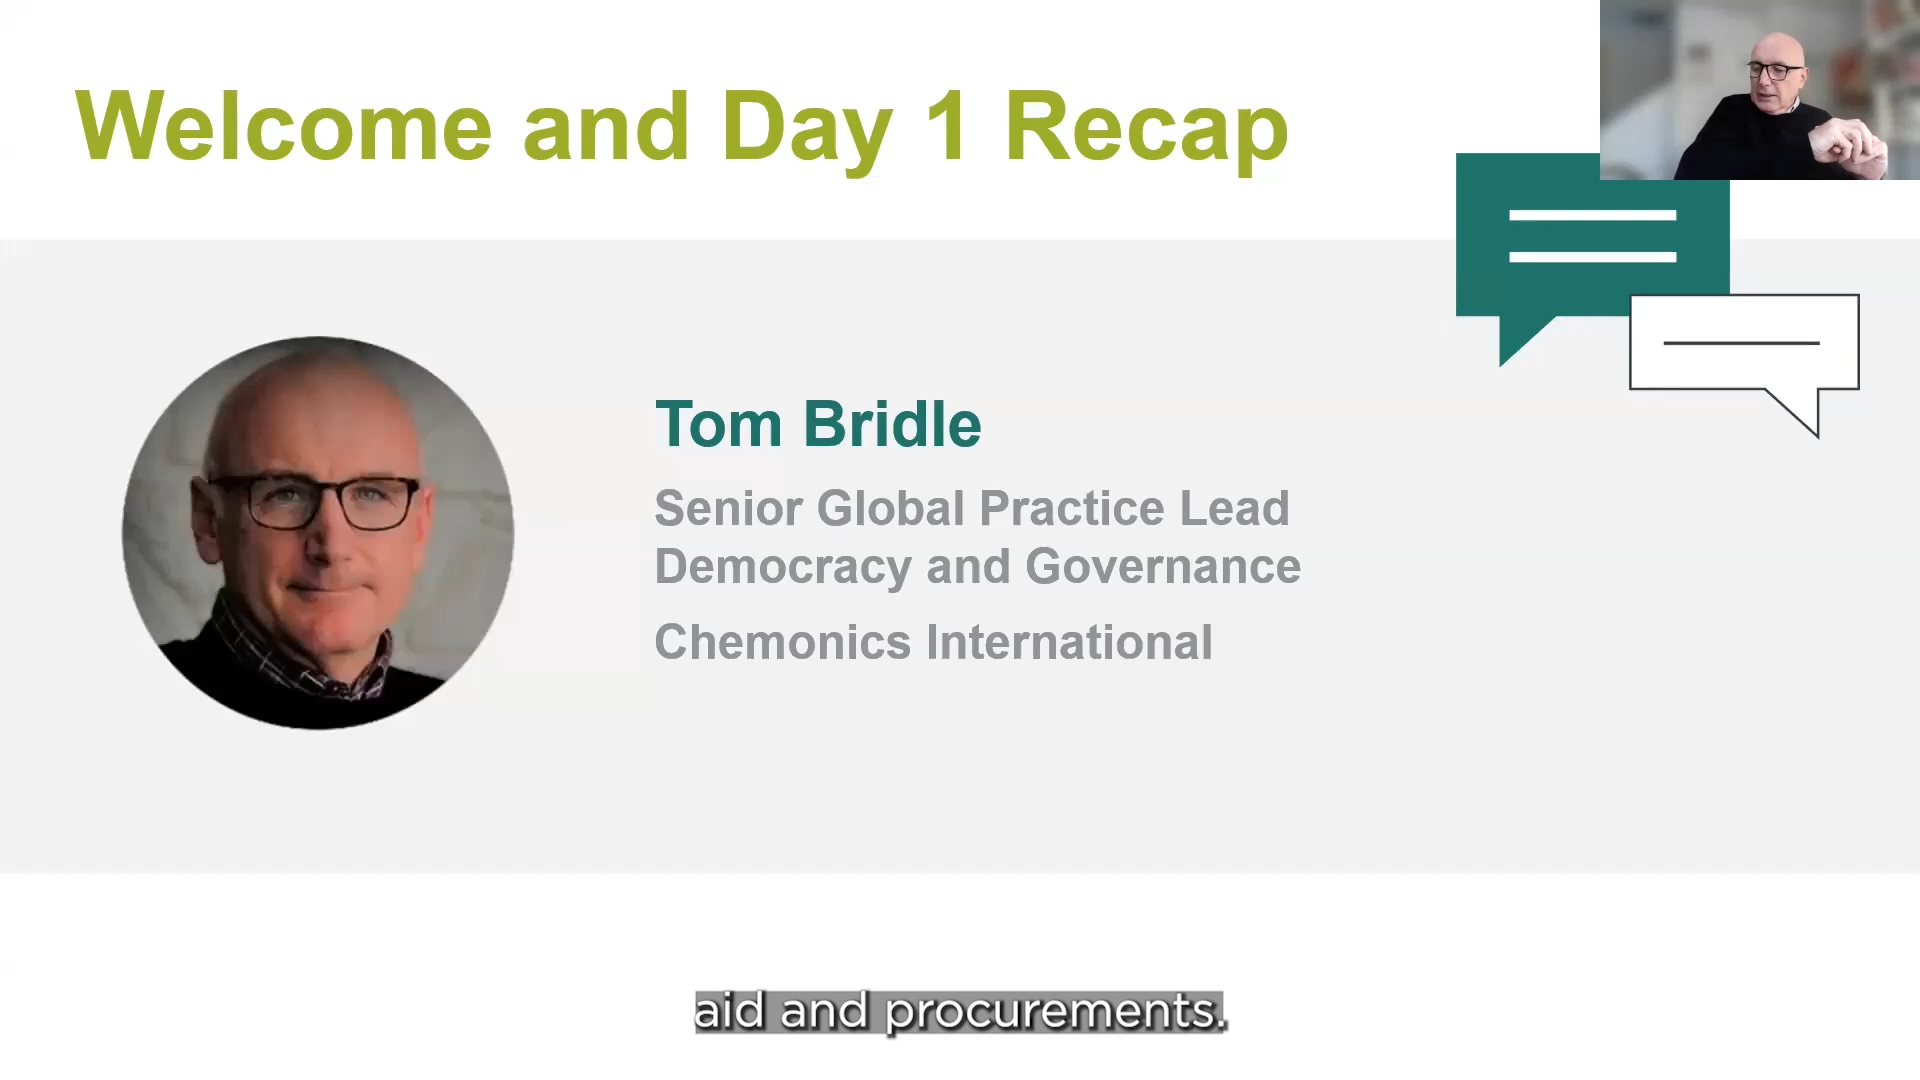 Welcome and Day 1 Recap
Tom Bridle
Senior Global Practice Lead
Democracy and Governance
Chemonics International
aid and procurements.